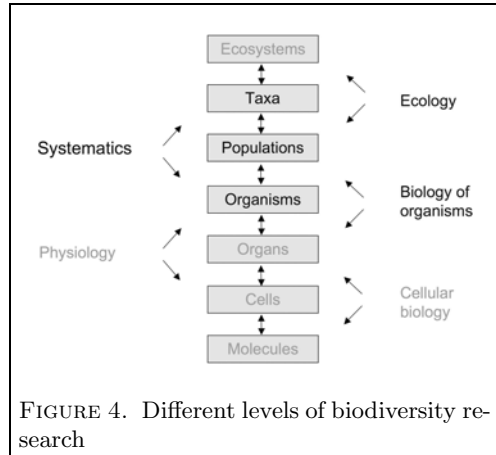 Ecosystems
Taxa
Ecology
Systematics
Populations
Organisms
Biology of
organisms
Physiology
Organs
Cells
Cellular
biology
Molecules
FIGURE 4. Different levels of biodiversity re-
search